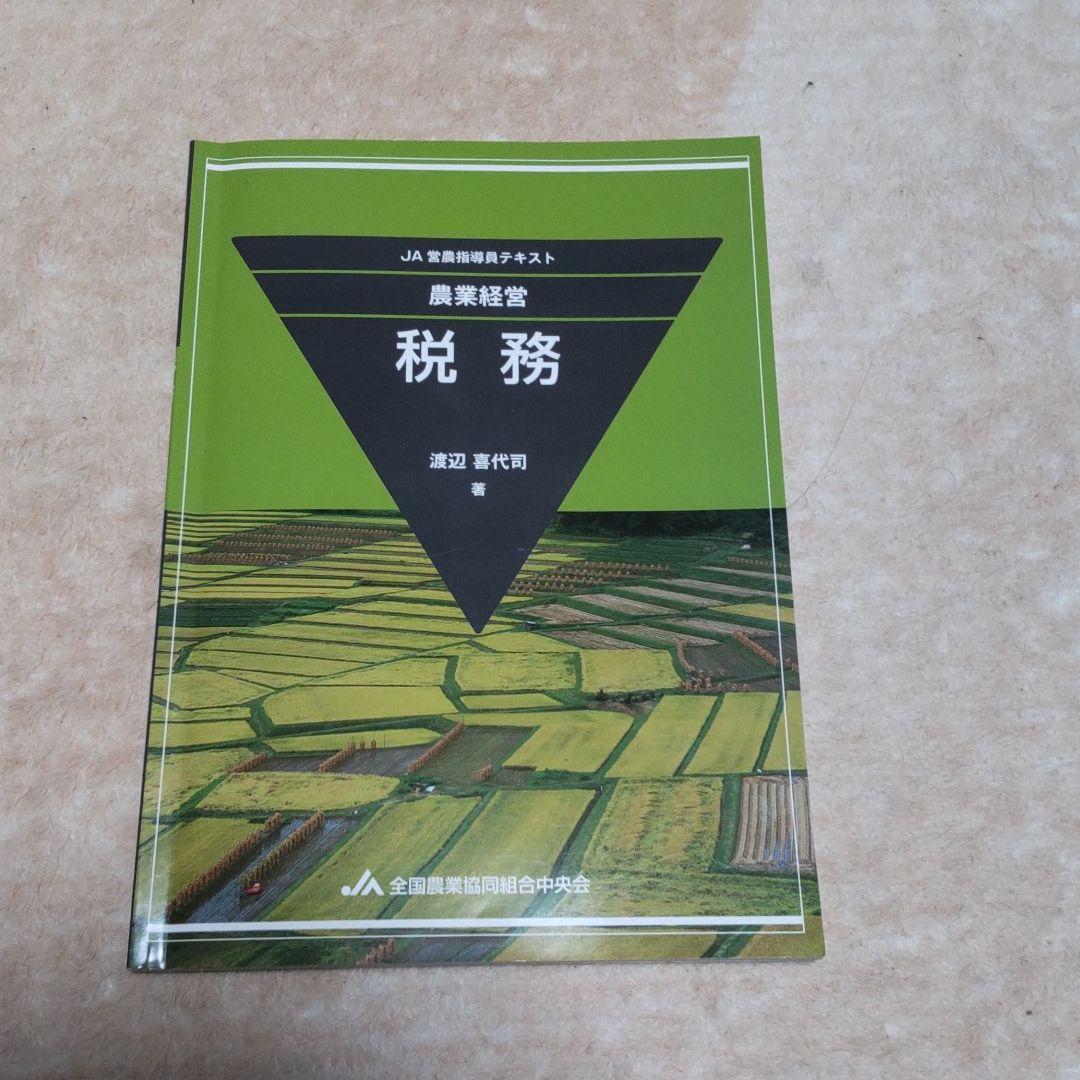 JA 営農指導員テキスト
農業経営
税務
渡辺 喜代司
著
JA 全国農業協同組合中央会